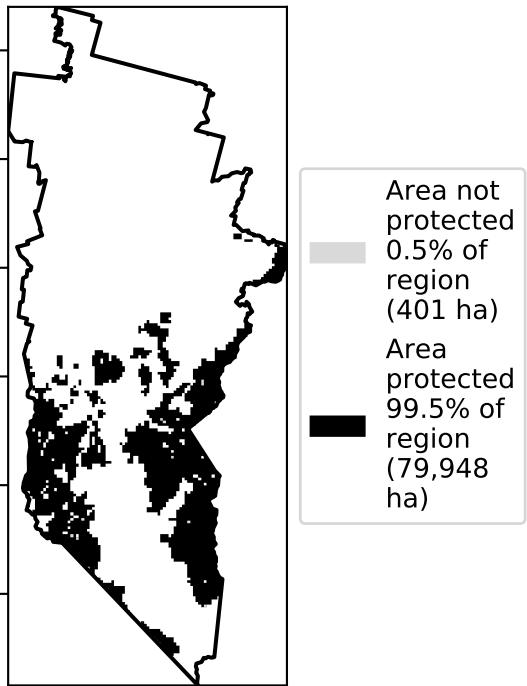 Area not
protected
0.5% of
region
(401 ha)
Area
protected
99.5% of
region
(79,948
ha)